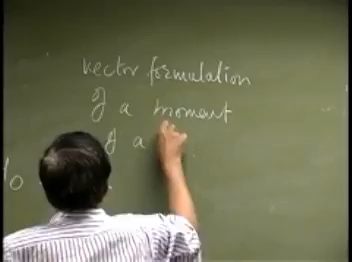 vector formulation
of a moment
of a